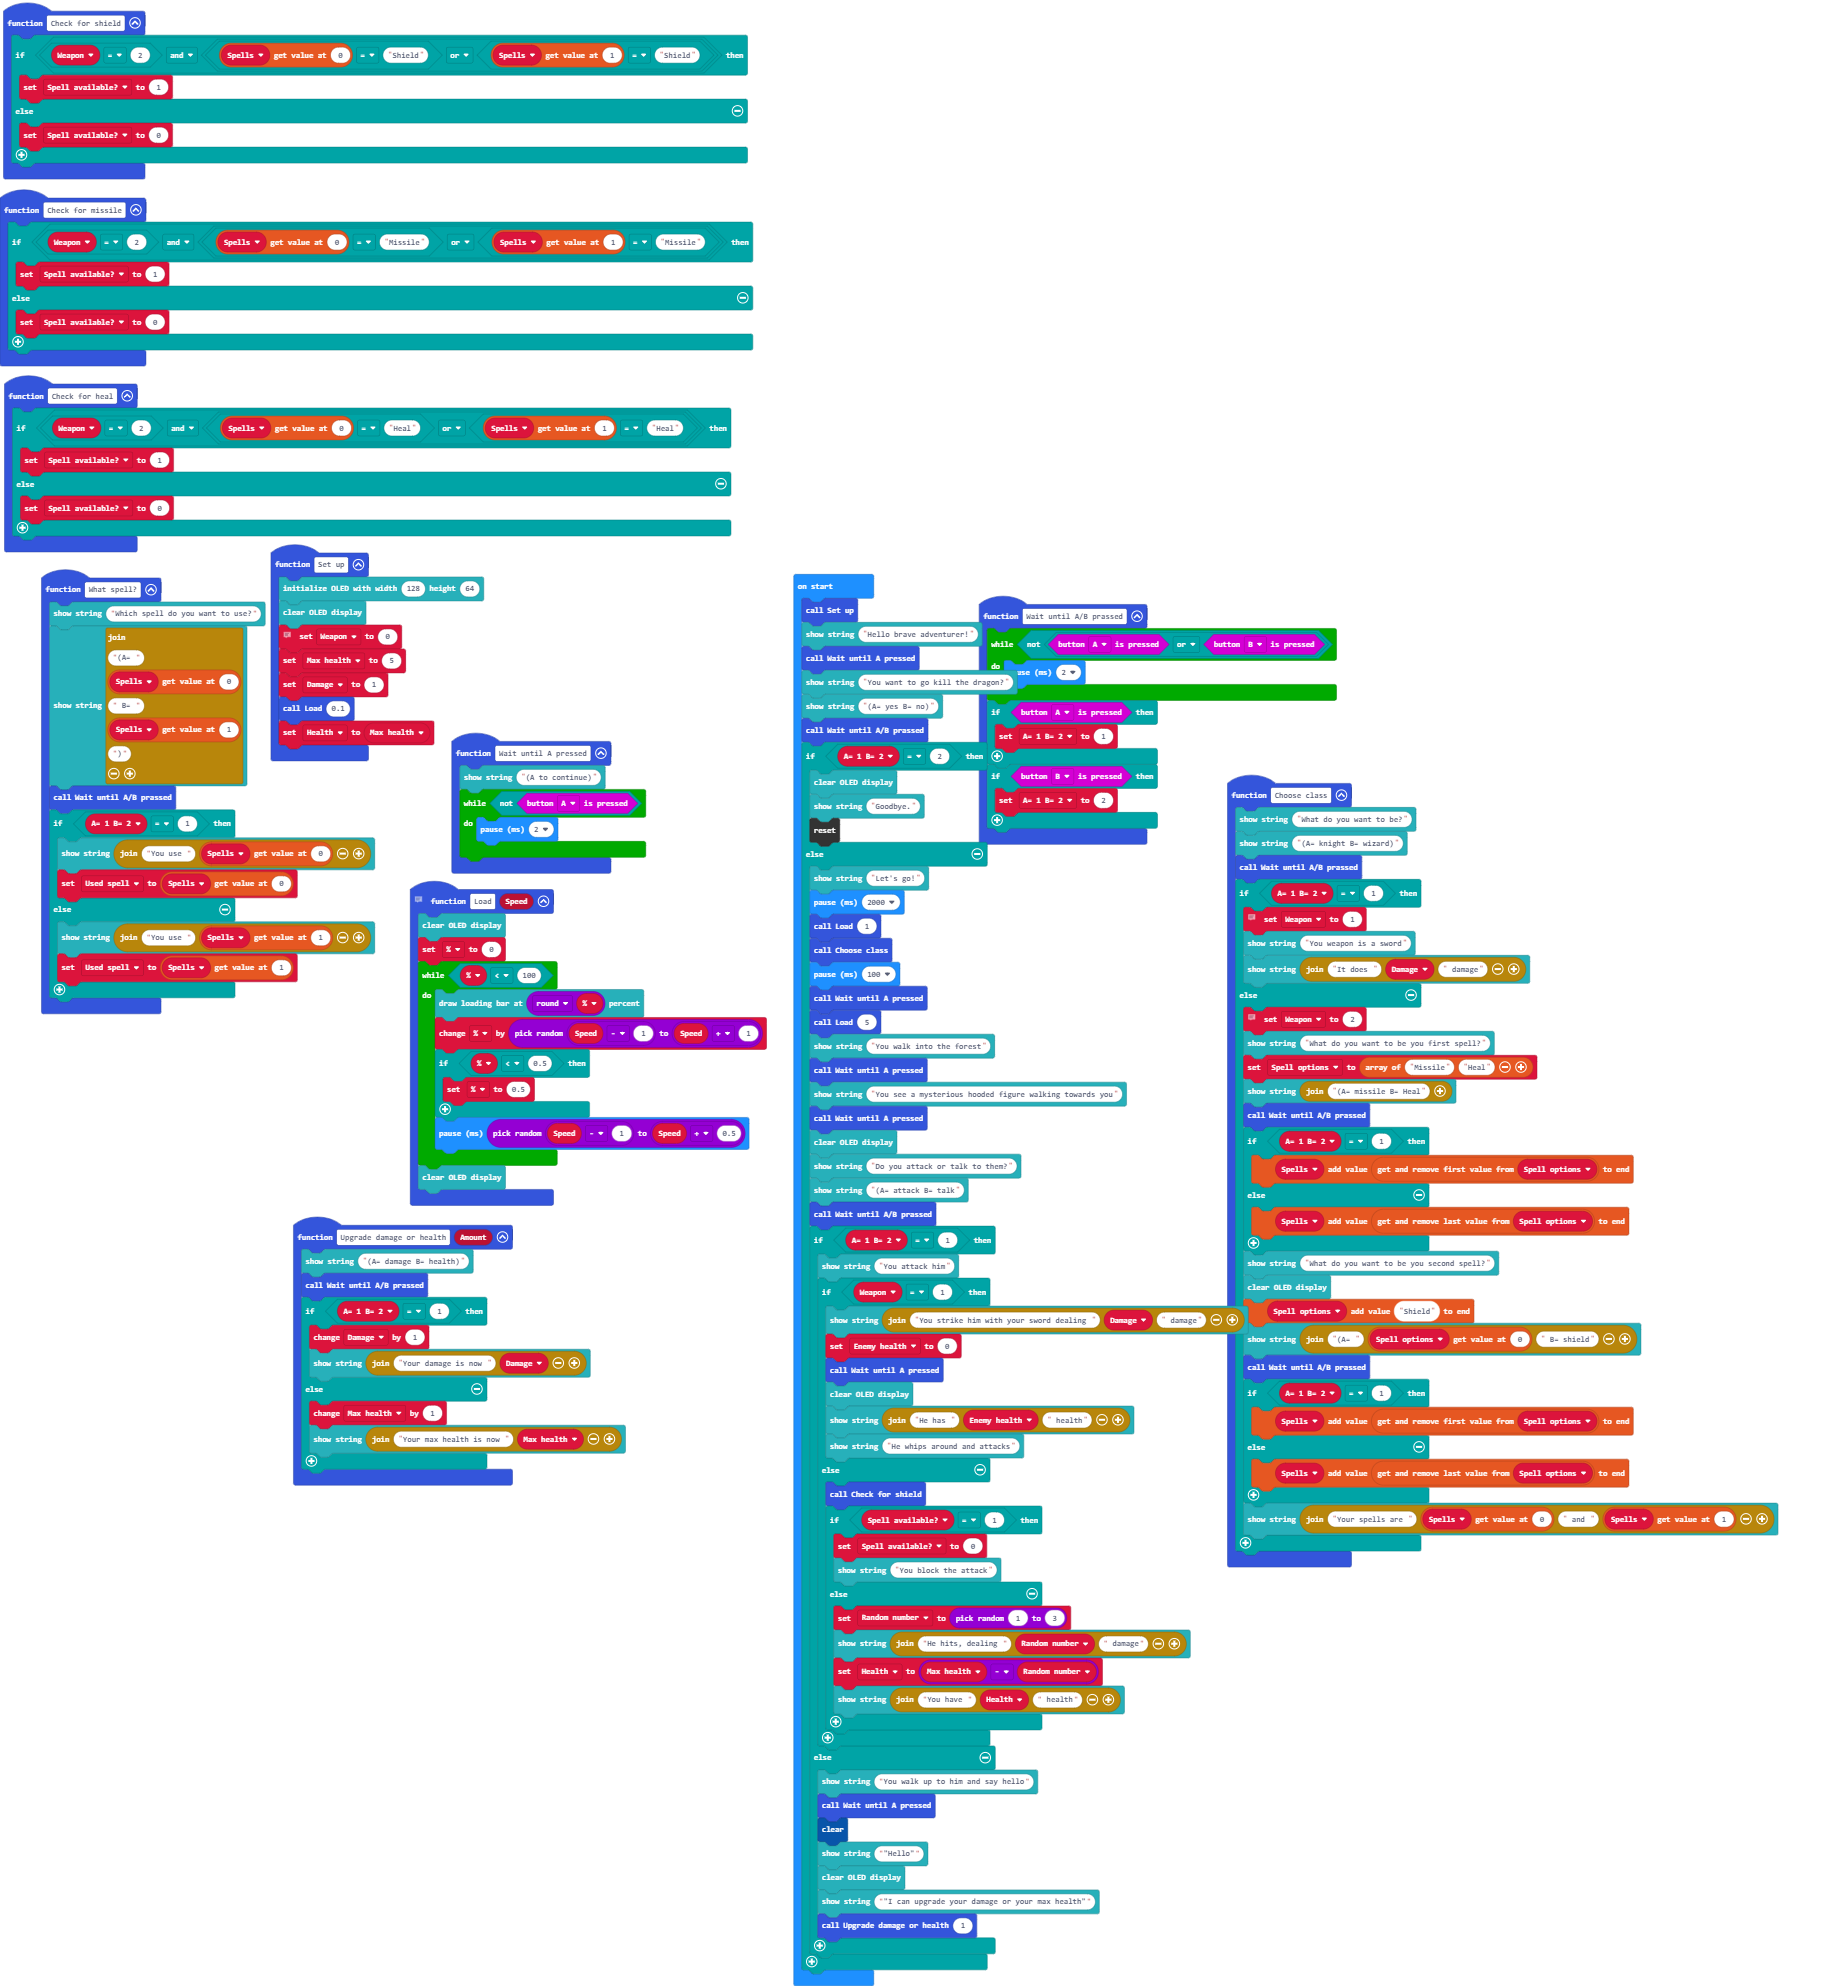 function Check for shield
if Weapon = 2 and Spells get value at 0 = "Shield" or Spells get value at 1 = "Shield" then
set Spell available? to 1
else
set Spell available? to 0
function Check for missile
if Weapon = 2 and Spells get value at 0 = "Missile" or Spells get value at 1 = "Missile" then
set Spell available? to 1
else
set Spell available? to 0
function Check for heal
if Weapon = 2 and Spells get value at 0 = "Heal" or Spells get value at 1 = "Heal" then
set Spell available? to 1
else
set Spell available? to 0
function What spell?
show string "Which spell do you want to use?"
show string join
"(A= "
Spells get value at 0
" B= "
Spells get value at 1
")"
call Wait until A/B pressed
if A= 1 B= 2 = 1 then
show string join "You use " Spells get value at 0
set Used spell to Spells get value at 0
else
show string join "You use " Spells get value at 1
set Used spell to Spells get value at 1
function Set up
initialize OLED with width 128 height 64
clear OLED display
set Weapon to 0
set Max health to 5
set Damage to 1
call Load 0.1
set Health to Max health
function Wait until A pressed
show string "(A to continue)"
while not button A is pressed
do pause (ms) 2
function Load Speed
clear OLED display
set % to 0
while % < 100
do
draw loading bar at round % percent
change % by pick random Speed - 1 to Speed + 1
if % < 0.5 then
set % to 0.5
pause (ms) pick random Speed - 1 to Speed + 0.5
clear OLED display
function Upgrade damage or health Amount
show string "(A= damage B= health)"
call Wait until A/B pressed
if A= 1 B= 2 = 1 then
change Damage by 1
show string join "Your damage is now " Damage
else
change Max health by 1
show string join "Your max health is now " Max health
on start
call Set up
show string "Hello brave adventurer!"
call Wait until A pressed
show string "You want to go kill the dragon?"
show string "(A= yes B= no)"
call Wait until A/B pressed
if A= 1 B= 2 = 2 then
clear OLED display
show string "Goodbye."
reset
else
show string "Let's go!"
pause (ms) 2000
call Load 1
call Choose class
pause (ms) 100
call Wait until A pressed
call Load 5
show string "You walk into the forest"
call Wait until A pressed
show string "You see a mysterious hooded figure walking towards you"
call Wait until A pressed
clear OLED display
show string "Do you attack or talk to them?"
show string "(A= attack B= talk"
call Wait until A/B pressed
if A= 1 B= 2 = 1 then
show string "You attack him"
if Weapon = 1 then
show string join "You strike him with your sword dealing " Damage " damage"
set Enemy health to 0
call Wait until A pressed
clear OLED display
show string join "He has " Enemy health " health"
show string "He whips around and attacks"
else
call Check for shield
if Spell available? = 1 then
set Spell available? to 0
show string "You block the attack"
else
set Random number to pick random 1 to 3
show string join "He hits, dealing " Random number " damage"
set Health to Max health - Random number
show string join "You have " Health " health"
else
show string "You walk up to him and say hello"
call Wait until A pressed
clear
show string ""Hello""
clear OLED display
show string ""I can upgrade your damage or your max health""
call Upgrade damage or health 1
function Wait until A/B pressed
while not button A is pressed or button B is pressed
do use (ms) 2
if button A is pressed then
set A= 1 B= 2 to 1
if button B is pressed then
set A= 1 B= 2 to 2
function Choose class
show string "What do you want to be?"
show string "(A= knight B= wizard)"
call Wait until A/B pressed
if A= 1 B= 2 = 1 then
set Weapon to 1
show string "You weapon is a sword"
show string join "It does " Damage " damage"
else
set Weapon to 2
show string "What do you want to be you first spell?"
set Spell options to array of "Missile" "Heal"
show string join "(A= missile B= Heal"
call Wait until A/B pressed
if A= 1 B= 2 = 1 then
Spells add value get and remove first value from Spell options to end
else
Spells add value get and remove last value from Spell options to end
show string "What do you want to be you second spell?"
clear OLED display
Spell options add value "Shield" to end
show string join "(A= " Spell options get value at 0 " B= shield"
call Wait until A/B pressed
if A= 1 B= 2 = 1 then
Spells add value get and remove first value from Spell options to end
else
Spells add value get and remove last value from Spell options to end
show string join "Your spells are " Spells get value at 0 " and " Spells get value at 1